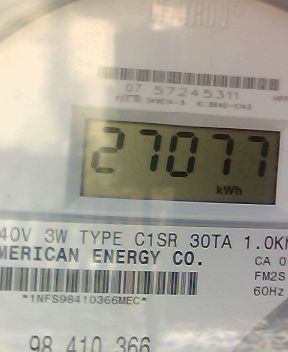 07 57245311
27077
kWh
40V 3W TYPE C1SR 30TA 1.0Kh
MERICAN ENERGY CO.
CA 0
FM2S
60Hz
*1NFS98410366MEC*
98 410 366